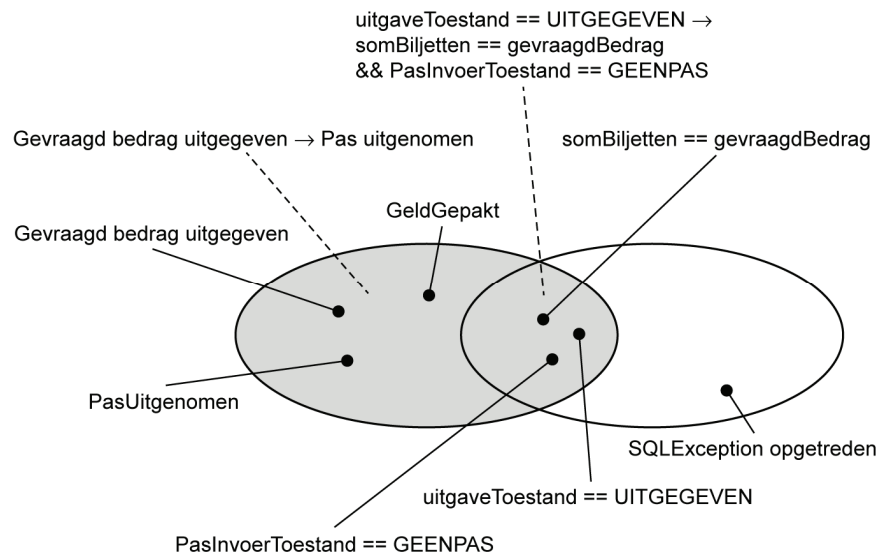 uitgaveToestand == UITGEGEVEN →
somBiljetten == gevraagdBedrag
&& PasInvoerToestand == GEENPAS
Gevraagd bedrag uitgegeven → Pas uitgenomen
somBiljetten == gevraagdBedrag
GeldGepakt
Gevraagd bedrag uitgegeven
PasUitgenomen
SQLException opgetreden
uitgaveToestand == UITGEGEVEN
PasInvoerToestand == GEENPAS